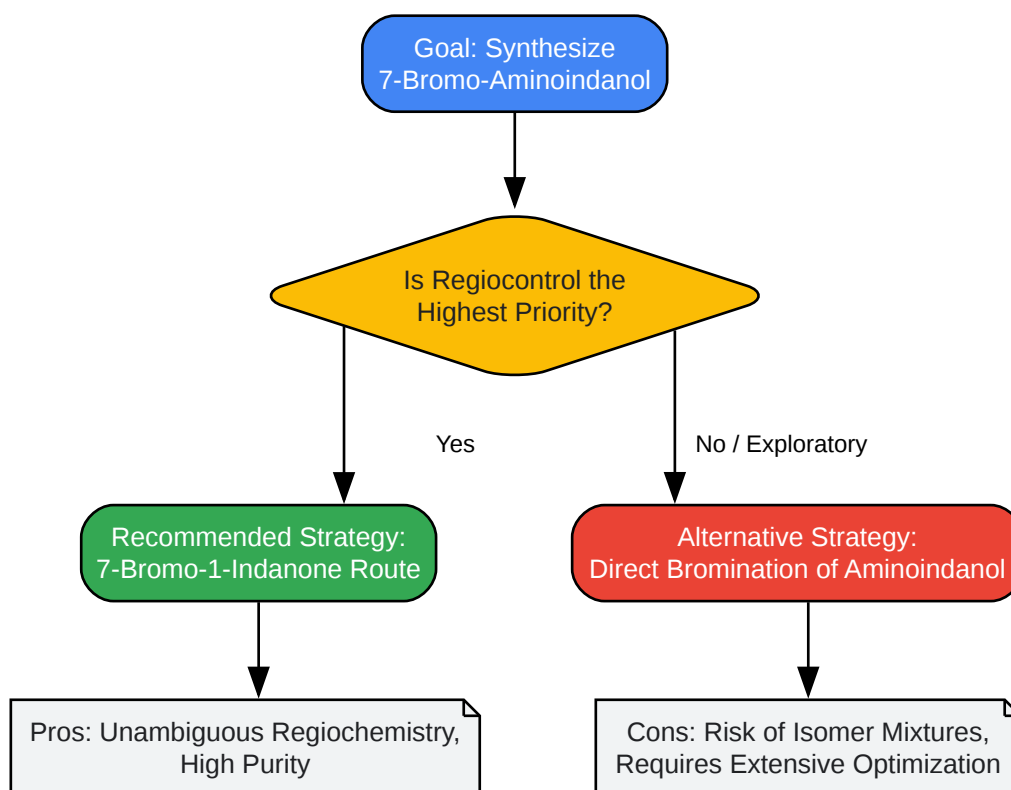 Goal: Synthesize
7-Bromo-Aminoindanol
Is Regiocontrol the
Highest Priority?
Yes
No / Exploratory
Recommended Strategy:
7-Bromo-1-Indanone Route
Alternative Strategy:
Direct Bromination of Aminoindanol
Pros: Unambiguous Regiochemistry,
High Purity
Cons: Risk of Isomer Mixtures,
Requires Extensive Optimization